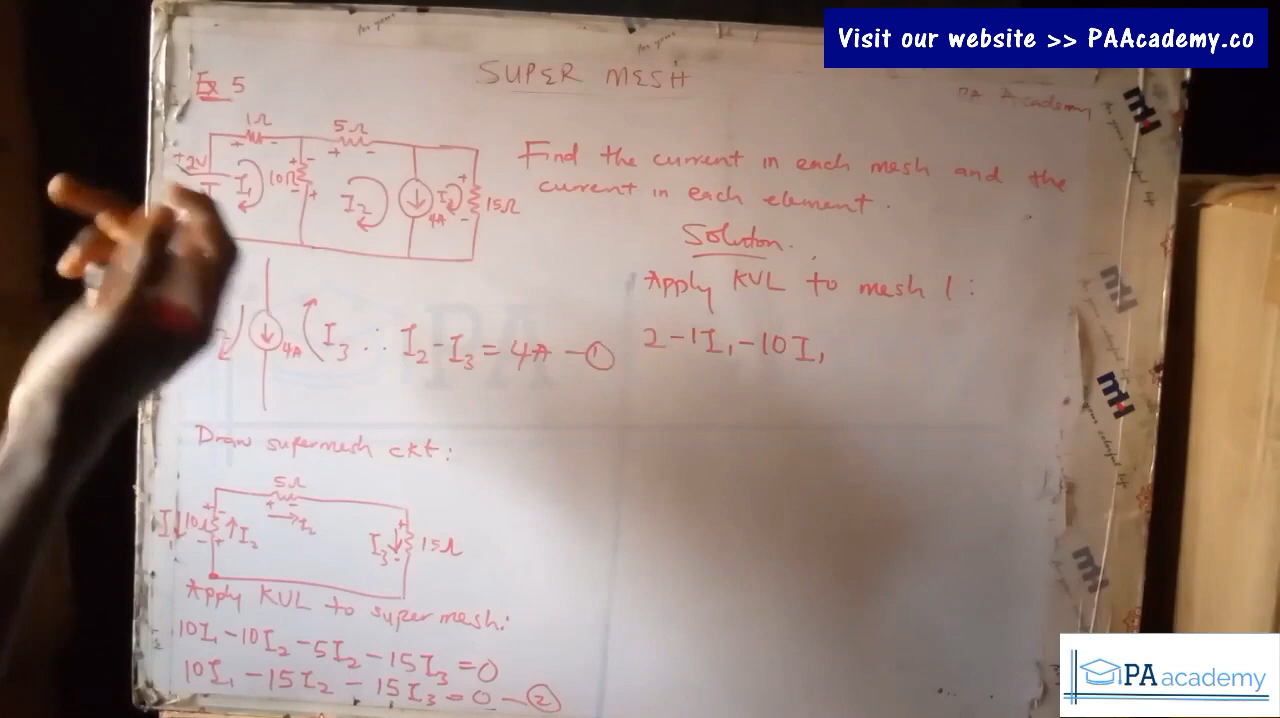 Visit our website >> PAAcademy.co
SUPER MESH
PA Academy
Ex 5
1Ω
5Ω
+2V
I₁
10Ω
I₂
4A
I₃
15Ω
Find the current in each mesh and the
current in each element.
Solution.
Apply KVL to mesh 1:
2-1I₁-10I₁
4A
I₃ ∴ I₂-I₃=4A-①
Draw supermesh ckt:
5Ω
I₁
10Ω
I₂
I₂
I₃
15Ω
Apply KVL to super mesh:
10I₁-10I₂-5I₂-15I₃=0
10I₁-15I₂-15I₃=0-②
PA academy